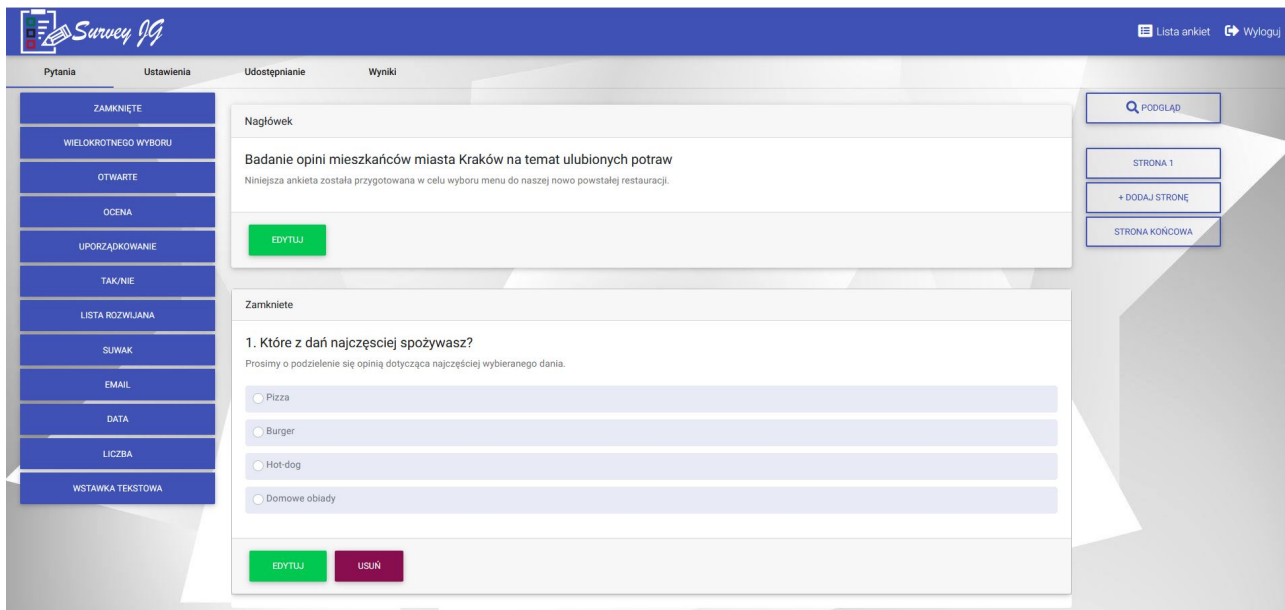 Survey JG
Lista ankiet
Wyloguj
Pytania
Ustawienia
Udostępnianie
Wyniki
ZAMKNIĘTE
WIELOKROTNEGO WYBORU
OTWARTE
OCENA
UPORZĄDKOWANIE
TAK/NIE
LISTA ROZWIJANA
SUWAK
EMAIL
DATA
LICZBA
WSTAWKA TEKSTOWA
Nagłówek
Badanie opini mieszkańców miasta Kraków na temat ulubionych potraw
Niniejsza ankieta została przygotowana w celu wyboru menu do naszej nowo powstałej restauracji.
EDYTUJ
Zamkniete
1. Które z dań najczęsciej spożywasz?
Prosimy o podzielenie się opinią dotycząca najczęściej wybieranego dania.
Pizza
Burger
Hot-dog
Domowe obiady
EDYTUJ
USUŃ
PODGLĄD
STRONA 1
+ DODAJ STRONĘ
STRONA KOŃCOWA